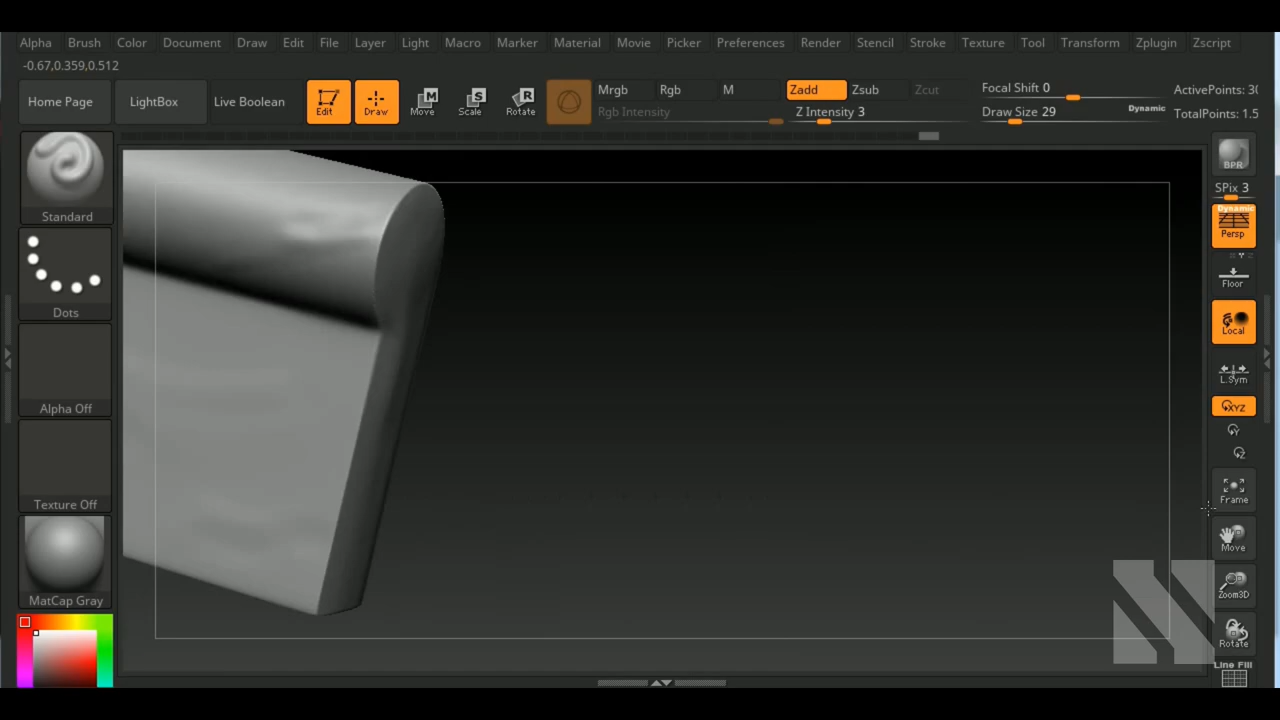 Alpha Brush Color Document Draw Edit File Layer Light Macro Marker Material Movie Picker Preferences Render Stencil Stroke Texture Tool Transform Zplugin Zscript
-0.67,0.359,0.512
Home Page LightBox Live Boolean Edit Draw Move Scale Rotate
Mrgb Rgb M Zadd Zsub Zcut Focal Shift 0 ActivePoints: 30
Rgb Intensity Z Intensity 3 Draw Size 29 Dynamic TotalPoints: 1.5
Standard
Dots
Alpha Off
Texture Off
MatCap Gray
BPR
SPix 3
Dynamic
Persp
Floor
Local
L.Sym
XYZ
Y
Z
Frame
Move
Zoom3D
Rotate
Line Fill